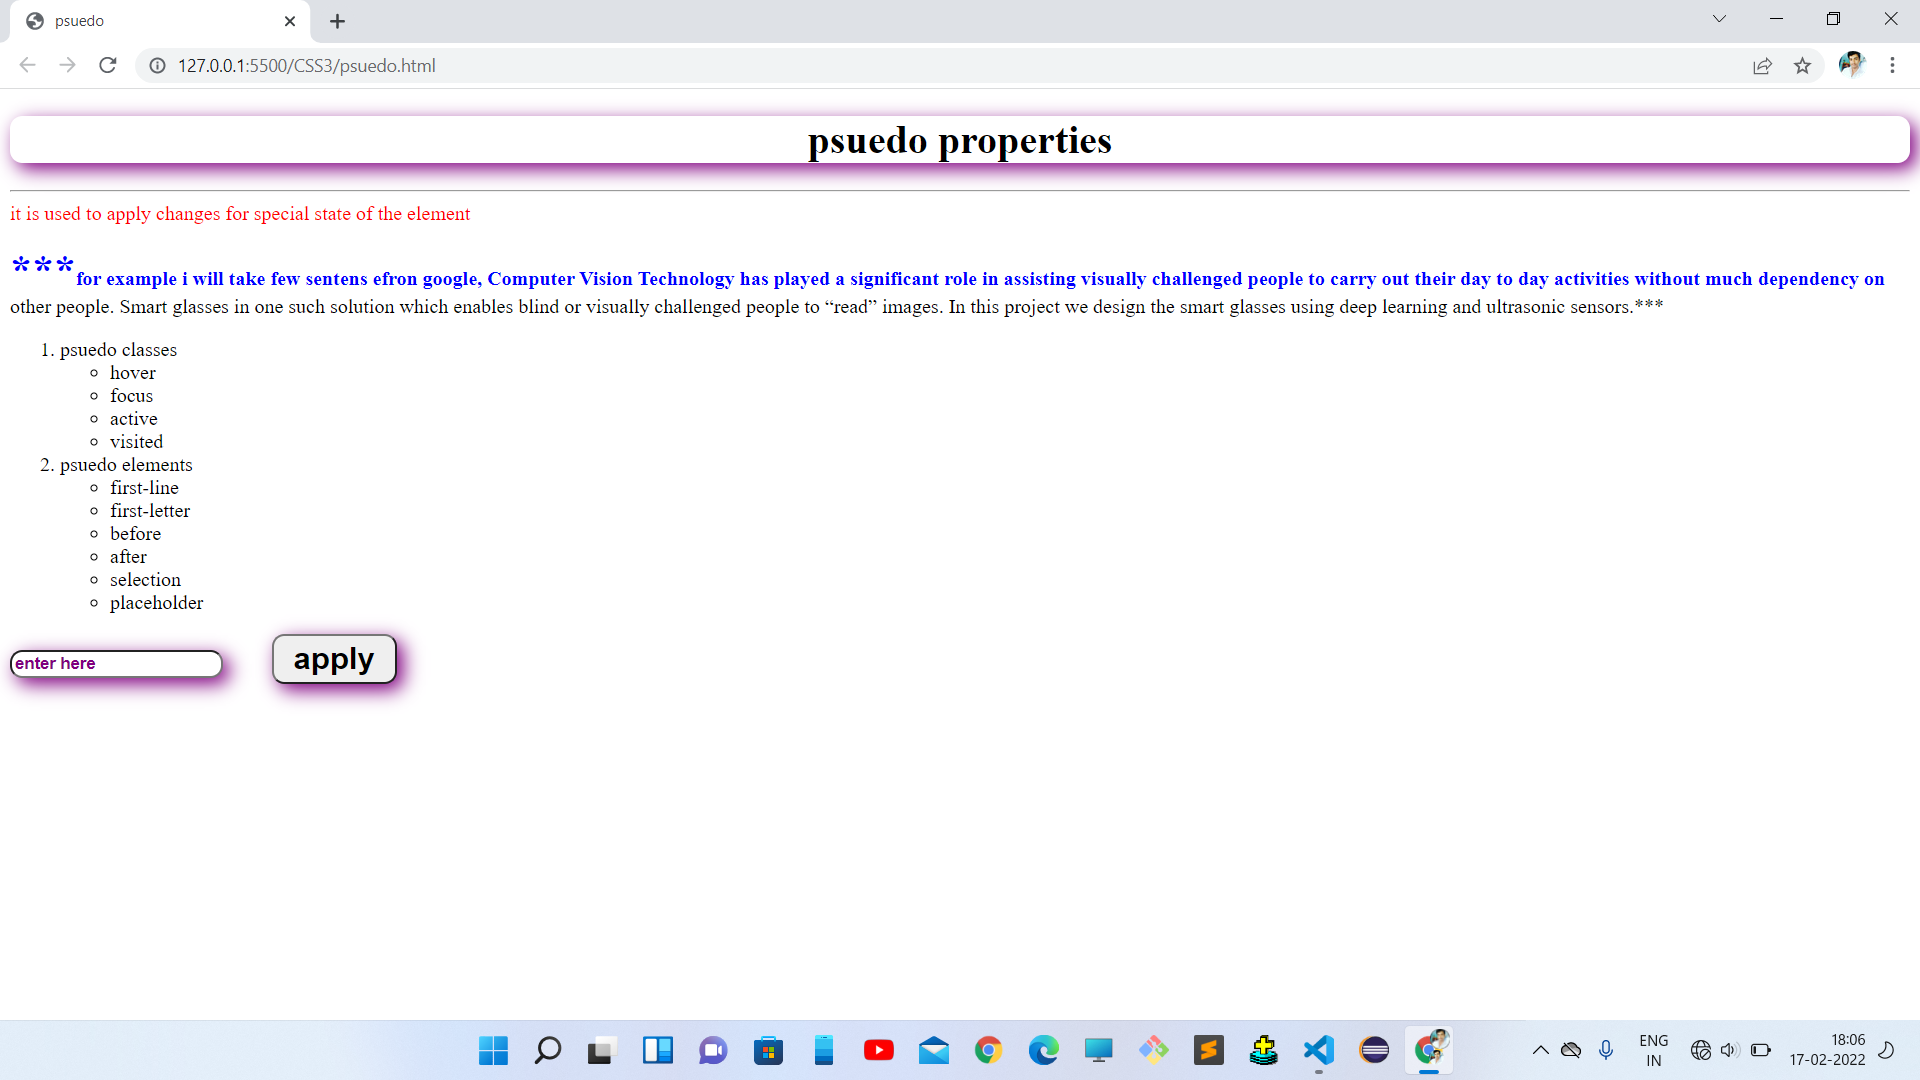 psuedo
127.0.0.1:5500/CSS3/psuedo.html
psuedo properties
it is used to apply changes for special state of the element
***for example i will take few sentens efron google, Computer Vision Technology has played a significant role in assisting visually challenged people to carry out their day to day activities without much dependency on
other people. Smart glasses in one such solution which enables blind or visually challenged people to “read” images. In this project we design the smart glasses using deep learning and ultrasonic sensors.***
1. psuedo classes
hover
focus
active
visited
2. psuedo elements
first-line
first-letter
before
after
selection
placeholder
enter here
apply
ENG
IN
18:06
17-02-2022